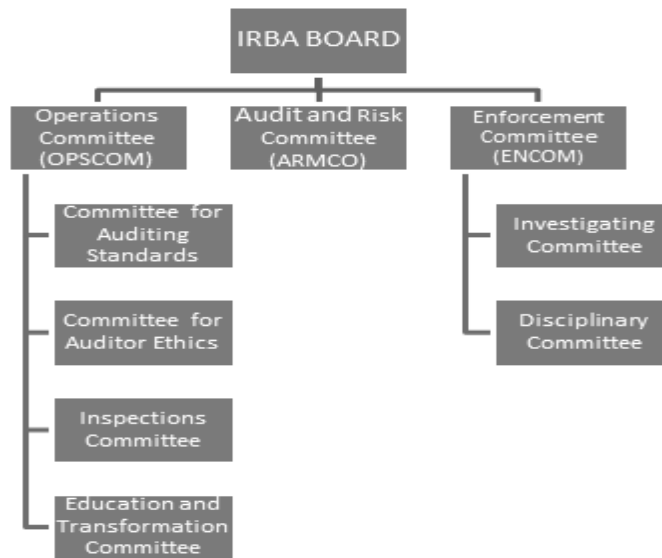 IRBA BOARD
Operations
Committee
(OPSCOM)
Audit and Risk
Committee
(ARMCO)
Enforcement
Committee
(ENCOM)
Committee for
Auditing
Standards
Committee for
Auditor Ethics
Inspections
Committee
Education and
Transformation
Committee
Investigating
Committee
Disciplinary
Committee